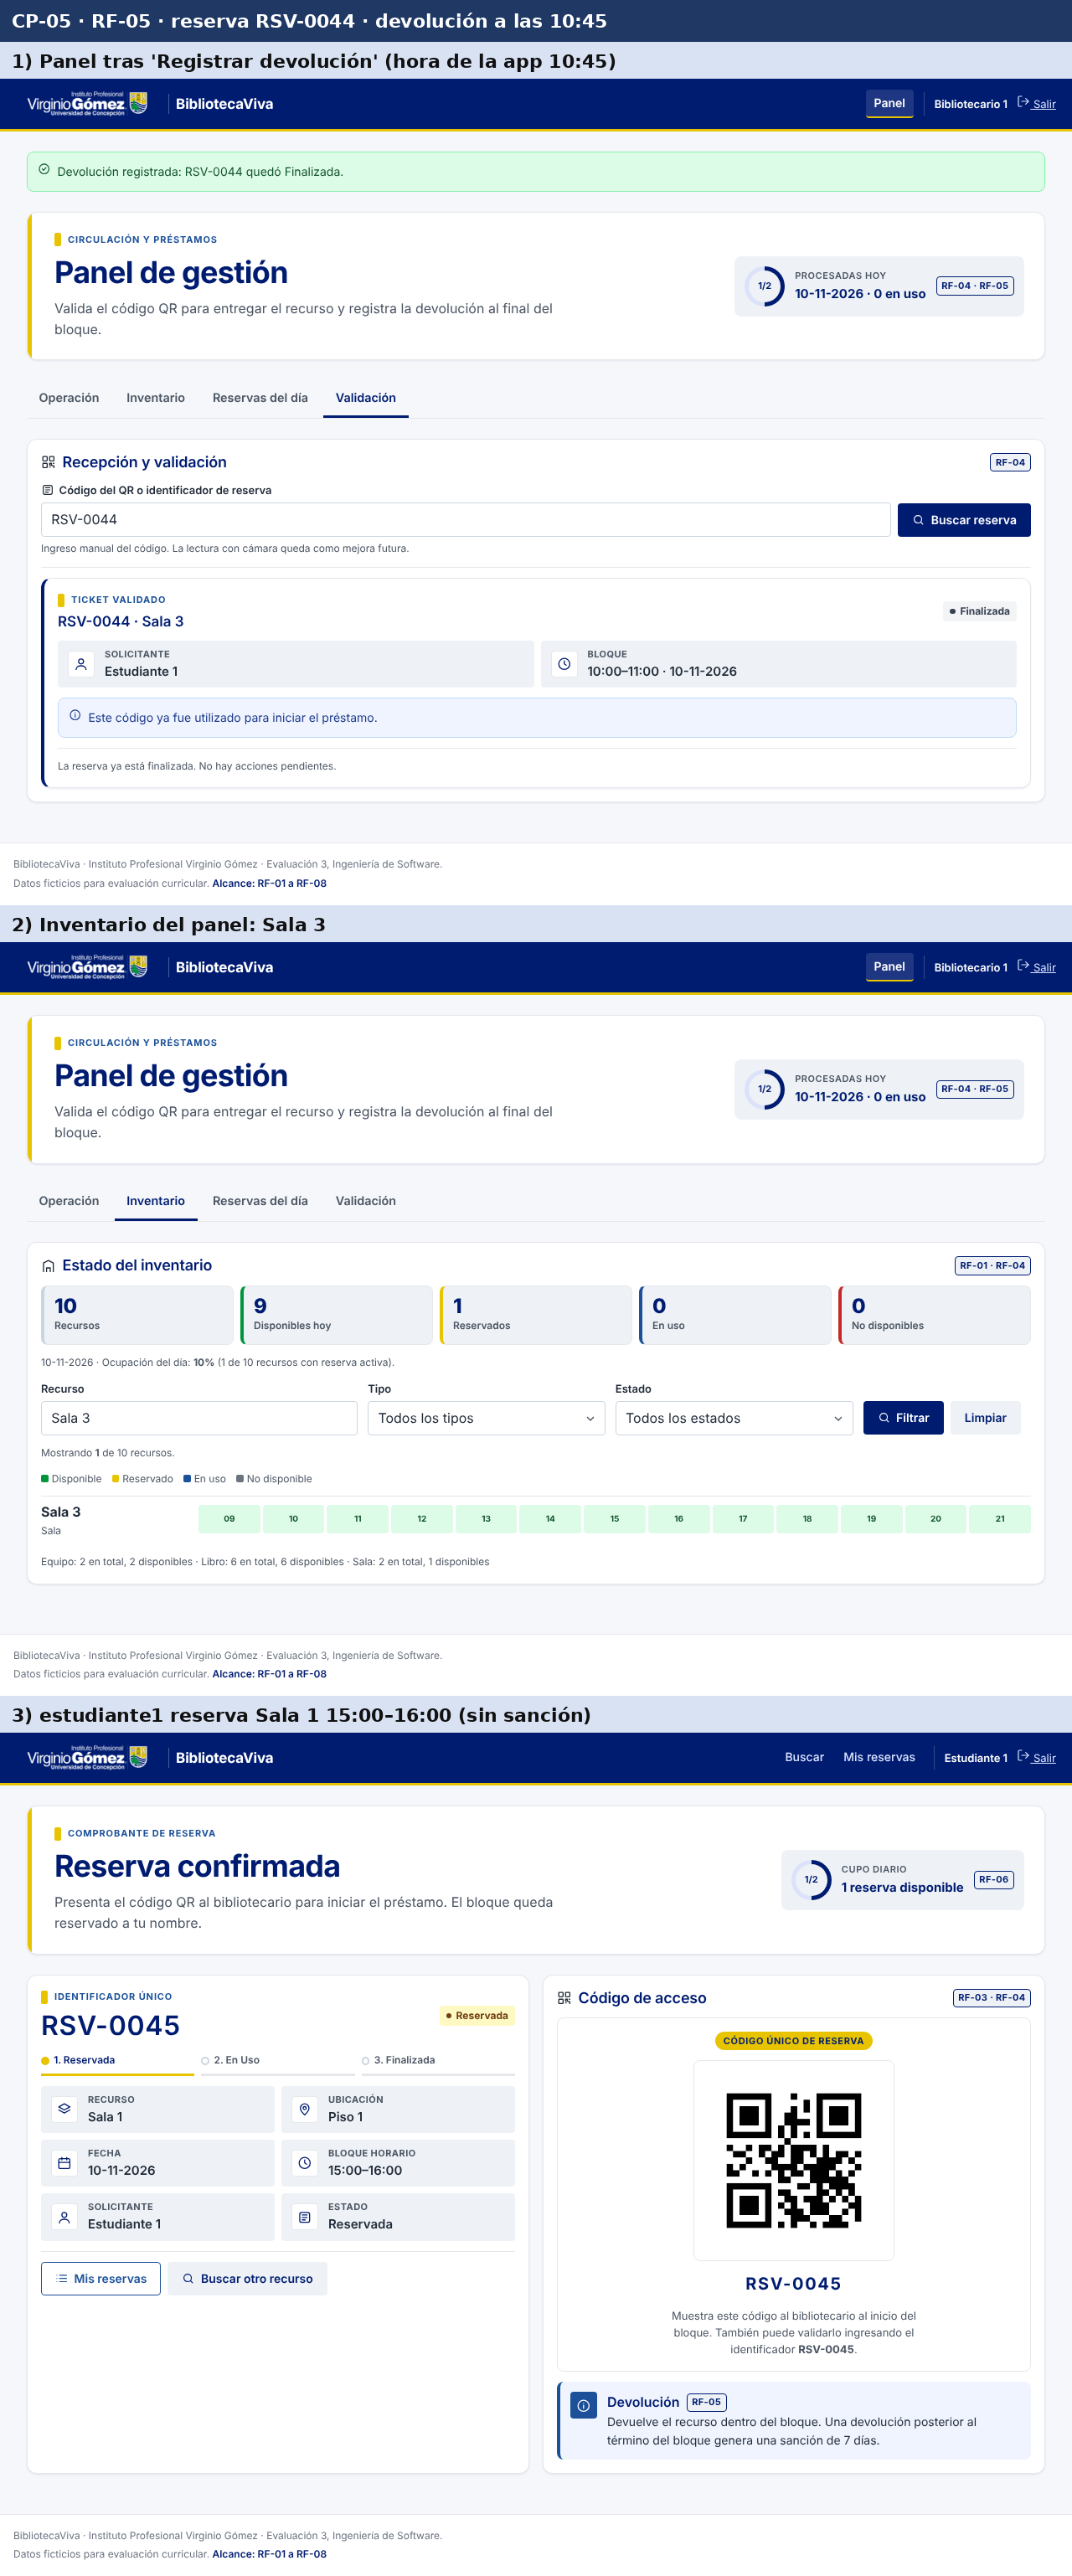 CP-05 · RF-05 · reserva RSV-0044 · devolución a las 10:45
1) Panel tras 'Registrar devolución' (hora de la app 10:45)
Instituto Profesional
VirginioGómez
Universidad de Concepción
BibliotecaViva
Panel
Bibliotecario 1
Salir
Devolución registrada: RSV-0044 quedó Finalizada.
CIRCULACIÓN Y PRÉSTAMOS
Panel de gestión
Valida el código QR para entregar el recurso y registra la devolución al final del
bloque.
1/2
PROCESADAS HOY
10-11-2026 · 0 en uso
RF-04 · RF-05
Operación
Inventario
Reservas del día
Validación
Recepción y validación
RF-04
Código del QR o identificador de reserva
RSV-0044
Buscar reserva
Ingreso manual del código. La lectura con cámara queda como mejora futura.
TICKET VALIDADO
RSV-0044 · Sala 3
Finalizada
SOLICITANTE
Estudiante 1
BLOQUE
10:00–11:00 · 10-11-2026
Este código ya fue utilizado para iniciar el préstamo.
La reserva ya está finalizada. No hay acciones pendientes.
BibliotecaViva · Instituto Profesional Virginio Gómez · Evaluación 3, Ingeniería de Software.
Datos ficticios para evaluación curricular. Alcance: RF-01 a RF-08
2) Inventario del panel: Sala 3
Instituto Profesional
VirginioGómez
Universidad de Concepción
BibliotecaViva
Panel
Bibliotecario 1
Salir
CIRCULACIÓN Y PRÉSTAMOS
Panel de gestión
Valida el código QR para entregar el recurso y registra la devolución al final del
bloque.
1/2
PROCESADAS HOY
10-11-2026 · 0 en uso
RF-04 · RF-05
Operación
Inventario
Reservas del día
Validación
Estado del inventario
RF-01 · RF-04
10
Recursos
9
Disponibles hoy
1
Reservados
0
En uso
0
No disponibles
10-11-2026 · Ocupación del día: 10% (1 de 10 recursos con reserva activa).
Recurso
Sala 3
Tipo
Todos los tipos
Estado
Todos los estados
Filtrar
Limpiar
Mostrando 1 de 10 recursos.
Disponible
Reservado
En uso
No disponible
Sala 3
Sala
09 10 11 12 13 14 15 16 17 18 19 20 21
Equipo: 2 en total, 2 disponibles · Libro: 6 en total, 6 disponibles · Sala: 2 en total, 1 disponibles
BibliotecaViva · Instituto Profesional Virginio Gómez · Evaluación 3, Ingeniería de Software.
Datos ficticios para evaluación curricular. Alcance: RF-01 a RF-08
3) estudiante1 reserva Sala 1 15:00–16:00 (sin sanción)
Instituto Profesional
VirginioGómez
Universidad de Concepción
BibliotecaViva
Buscar
Mis reservas
Estudiante 1
Salir
COMPROBANTE DE RESERVA
Reserva confirmada
Presenta el código QR al bibliotecario para iniciar el préstamo. El bloque queda
reservado a tu nombre.
1/2
CUPO DIARIO
1 reserva disponible
RF-06
IDENTIFICADOR ÚNICO
RSV-0045
Reservada
1. Reservada
2. En Uso
3. Finalizada
RECURSO
Sala 1
UBICACIÓN
Piso 1
FECHA
10-11-2026
BLOQUE HORARIO
15:00–16:00
SOLICITANTE
Estudiante 1
ESTADO
Reservada
Mis reservas
Buscar otro recurso
Código de acceso
RF-03 · RF-04
CÓDIGO ÚNICO DE RESERVA
RSV-0045
Muestra este código al bibliotecario al inicio del
bloque. También puede validarlo ingresando el
identificador RSV-0045.
Devolución
RF-05
Devuelve el recurso dentro del bloque. Una devolución posterior al
término del bloque genera una sanción de 7 días.
BibliotecaViva · Instituto Profesional Virginio Gómez · Evaluación 3, Ingeniería de Software.
Datos ficticios para evaluación curricular. Alcance: RF-01 a RF-08